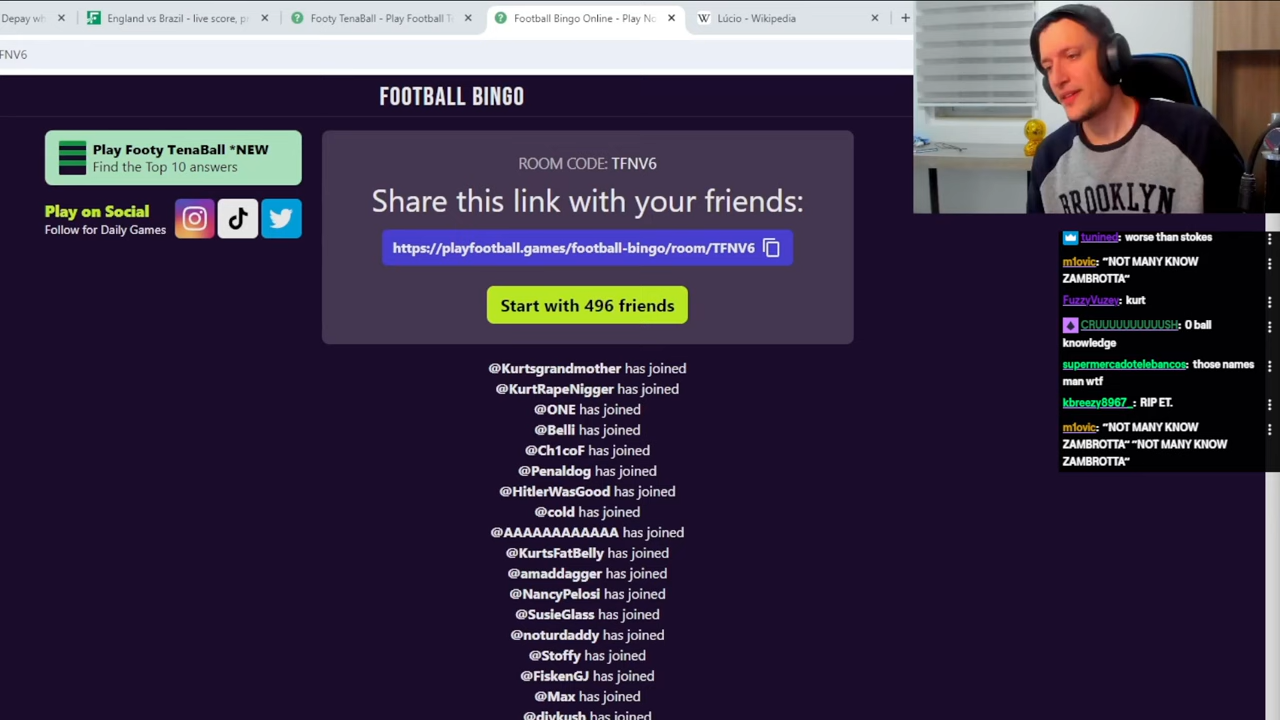 Depay wh
England vs Brazil - live score, p
Footy TenaBall - Play Football T
Football Bingo Online - Play No
Lúcio - Wikipedia
FNV6
FOOTBALL BINGO
Play Footy TenaBall *NEW
Find the Top 10 answers
Play on Social
Follow for Daily Games
ROOM CODE: TFNV6
Share this link with your friends:
https://playfootball.games/football-bingo/room/TFNV6
Start with 496 friends
@Kurtsgrandmother has joined
@KurtRapeNigger has joined
@ONE has joined
@Belli has joined
@Ch1coF has joined
@Penaldog has joined
@HitlerWasGood has joined
@cold has joined
@AAAAAAAAAAAA has joined
@KurtsFatBelly has joined
@amaddagger has joined
@NancyPelosi has joined
@SusieGlass has joined
@noturdaddy has joined
@Stoffy has joined
@FiskenGJ has joined
@Max has joined
@divkush has joined
BROOKLYN
tunined: worse than stokes
m1ovic: "NOT MANY KNOW
ZAMBROTTA"
FuzzyVuzey: kurt
CRUUUUUUUUUSH: 0 ball
knowledge
supermercadotelebancos: those names
man wtf
kbreezy8967_: RIP ET.
m1ovic: "NOT MANY KNOW
ZAMBROTTA" "NOT MANY KNOW
ZAMBROTTA"